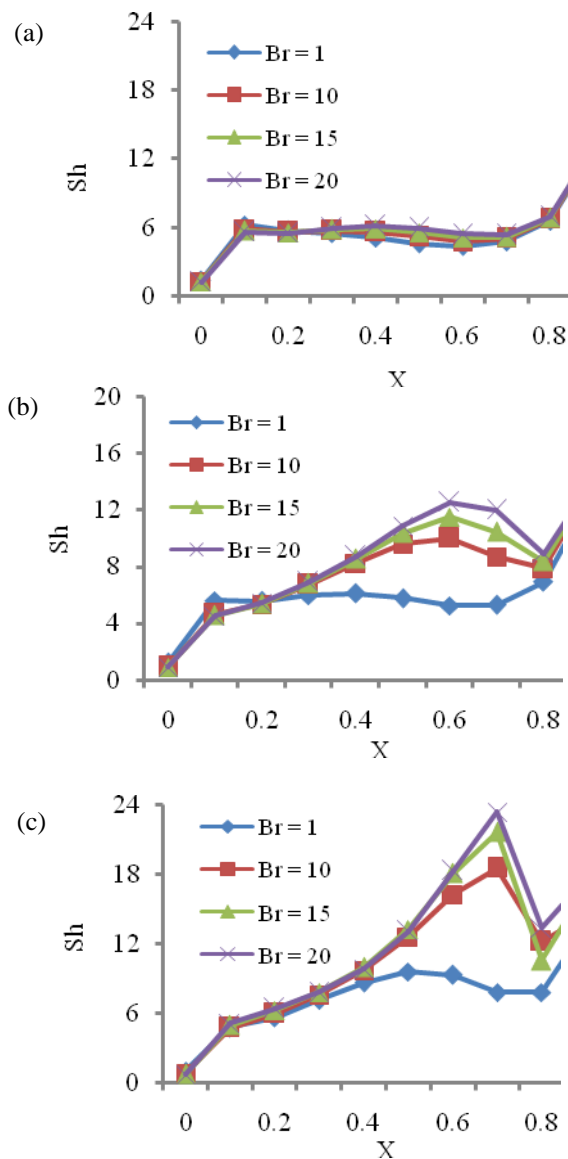 (a)
24
18
12
6
0
Sh
Br = 1
Br = 10
Br = 15
Br = 20
0 0.2 0.4 0.6 0.8
X
(b)
20
16
12
8
4
0
Sh
Br = 1
Br = 10
Br = 15
Br = 20
0 0.2 0.4 0.6 0.8
X
(c)
24
18
12
6
0
Sh
Br = 1
Br = 10
Br = 15
Br = 20
0 0.2 0.4 0.6 0.8
X